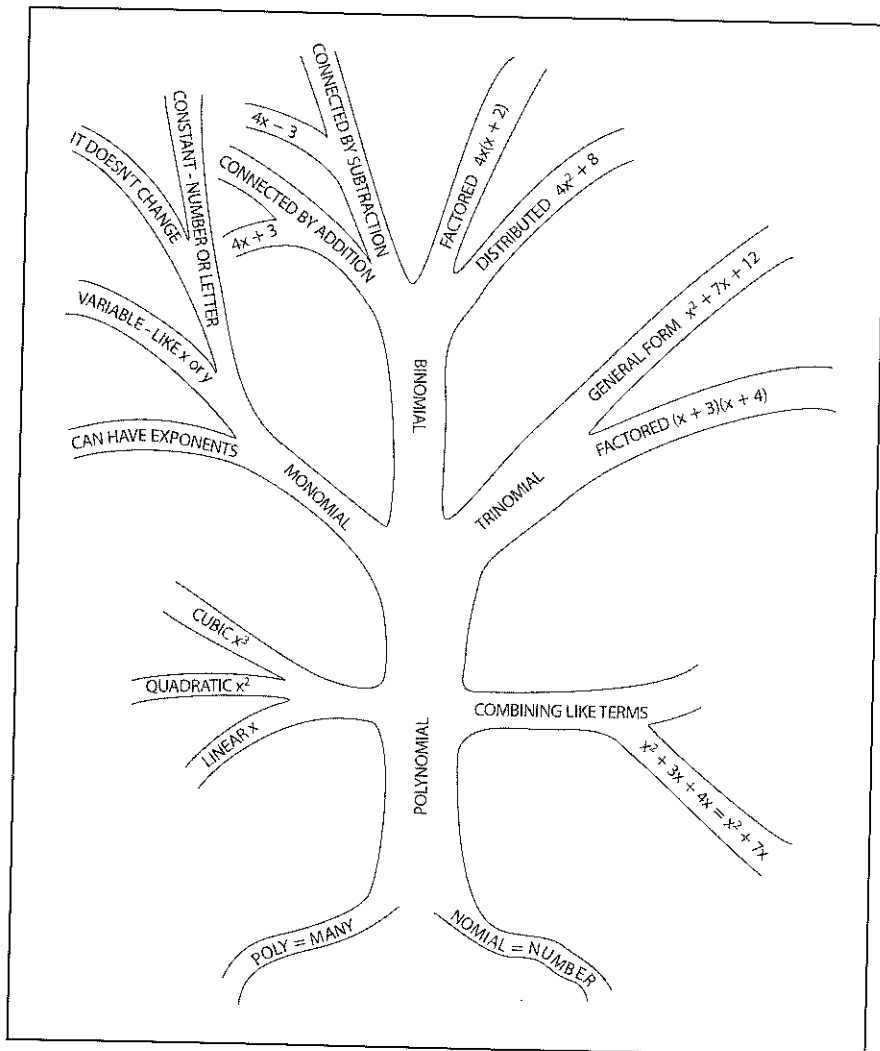 IT DOESN'T CHANGE
CONSTANT - NUMBER OR LETTER
VARIABLE - LIKE x or y
CAN HAVE EXPONENTS
MONOMIAL
4x – 3
CONNECTED BY SUBTRACTION
CONNECTED BY ADDITION
4x + 3
BINOMIAL
FACTORED 4x(x + 2)
DISTRIBUTED 4x² + 8
GENERAL FORM x² + 7x + 12
FACTORED (x + 3)(x + 4)
TRINOMIAL
CUBIC x³
QUADRATIC x²
LINEAR x
COMBINING LIKE TERMS
x² + 3x + 4x = x² + 7x
POLYNOMIAL
POLY = MANY
NOMIAL = NUMBER